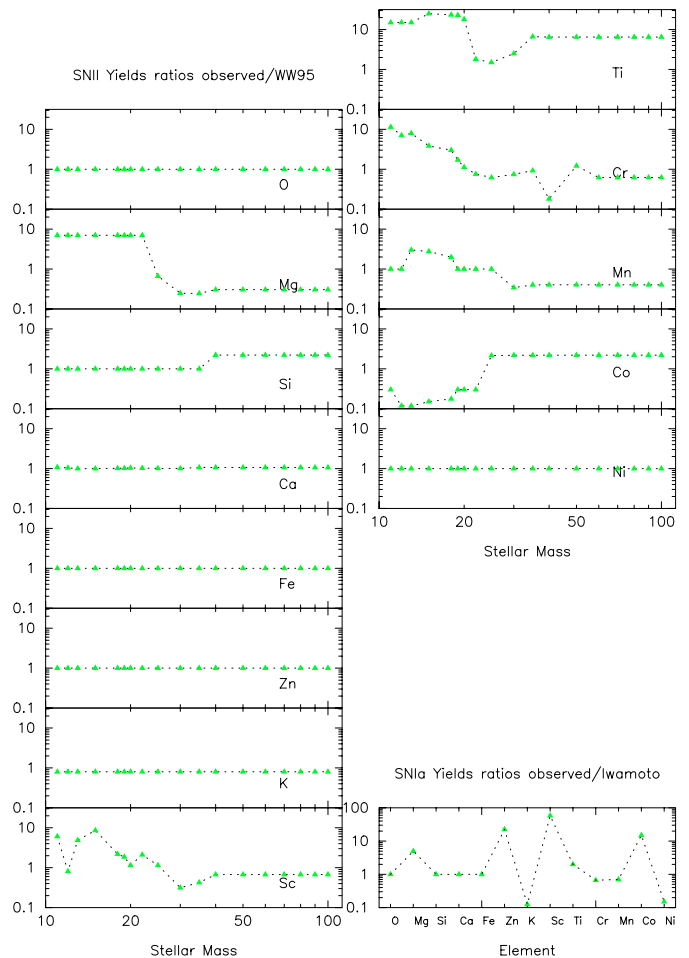 SNII Yields ratios observed/WW95
10
1
0.1
O
10
1
0.1
Mg
10
1
0.1
Si
10
1
0.1
Ca
10
1
0.1
Fe
10
1
0.1
Zn
10
1
0.1
K
10
1
0.1
Sc
10 20 50 100
Stellar Mass
10
1
0.1
Ti
10
1
0.1
Cr
10
1
0.1
Mn
10
1
0.1
Co
10
1
0.1
Ni
10 20 50 100
Stellar Mass
SNIa Yields ratios observed/Iwamoto
100
10
1
0.1
O Mg Si Ca Fe Zn K Sc Ti Cr Mn Co Ni
Element